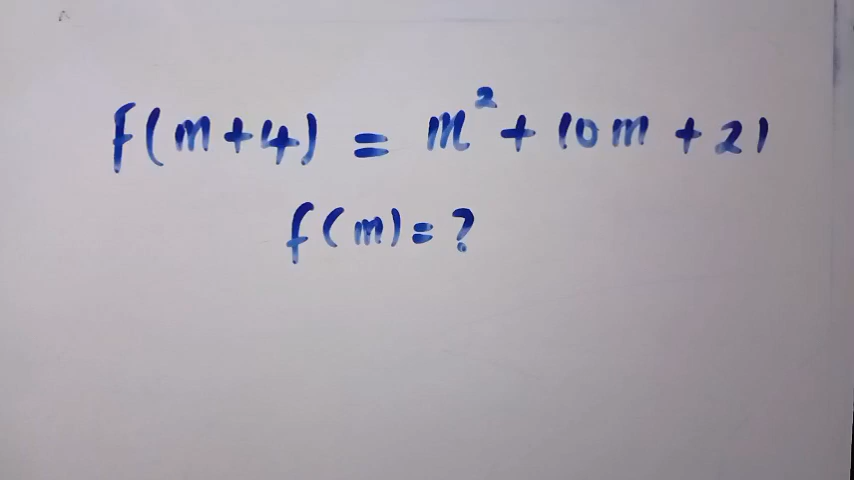 f(m+4) = m² + 10m + 21
f(m) = ?